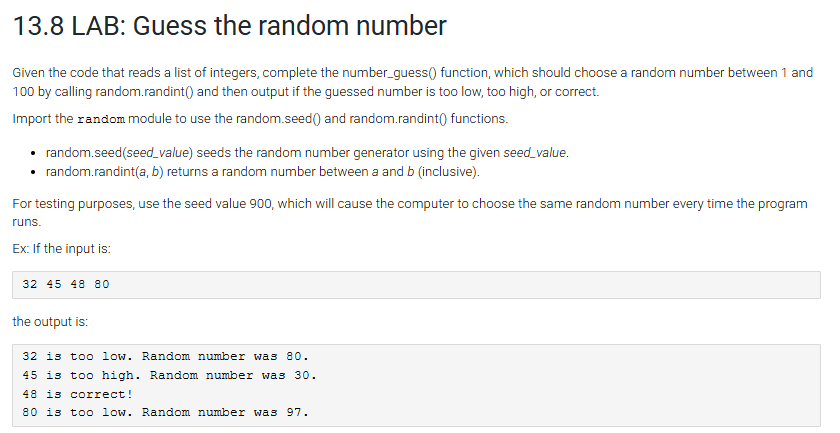 13.8 LAB: Guess the random number
Given the code that reads a list of integers, complete the number_guess() function, which should choose a random number between 1 and
100 by calling random.randint() and then output if the guessed number is too low, too high, or correct.
Import the random module to use the random.seed() and random.randint() functions.
• random.seed(seed_value) seeds the random number generator using the given seed_value.
• random.randint(a, b) returns a random number between a and b (inclusive).
For testing purposes, use the seed value 900, which will cause the computer to choose the same random number every time the program
runs.
Ex: If the input is:
32 45 48 80
the output is:
32 is too low. Random number was 80.
45 is too high. Random number was 30.
48 is correct!
80 is too low. Random number was 97.